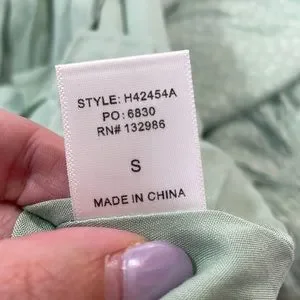 STYLE: H42454A
PO: 6830
RN# 132986
S
MADE IN CHINA